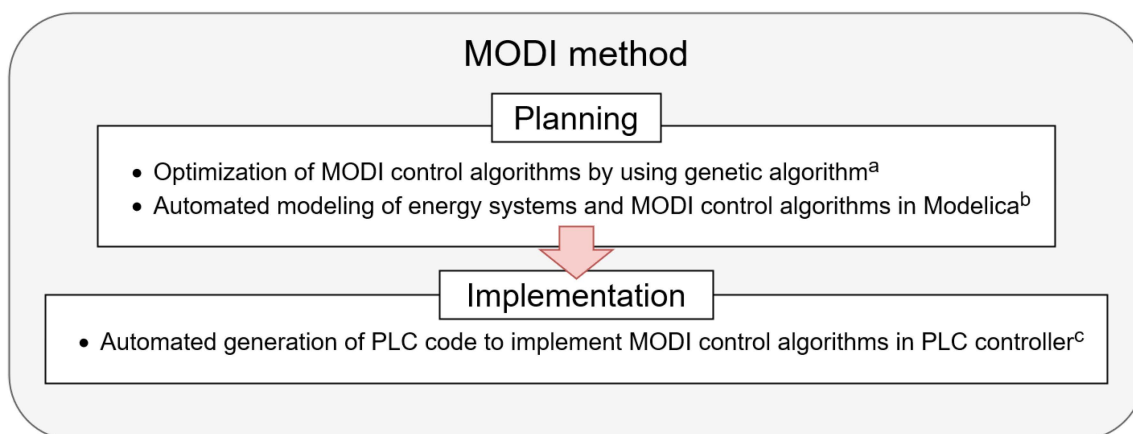 MODI method
Planning
• Optimization of MODI control algorithms by using genetic algorithmᵃ
• Automated modeling of energy systems and MODI control algorithms in Modelicaᵇ
Implementation
• Automated generation of PLC code to implement MODI control algorithms in PLC controllerᶜ